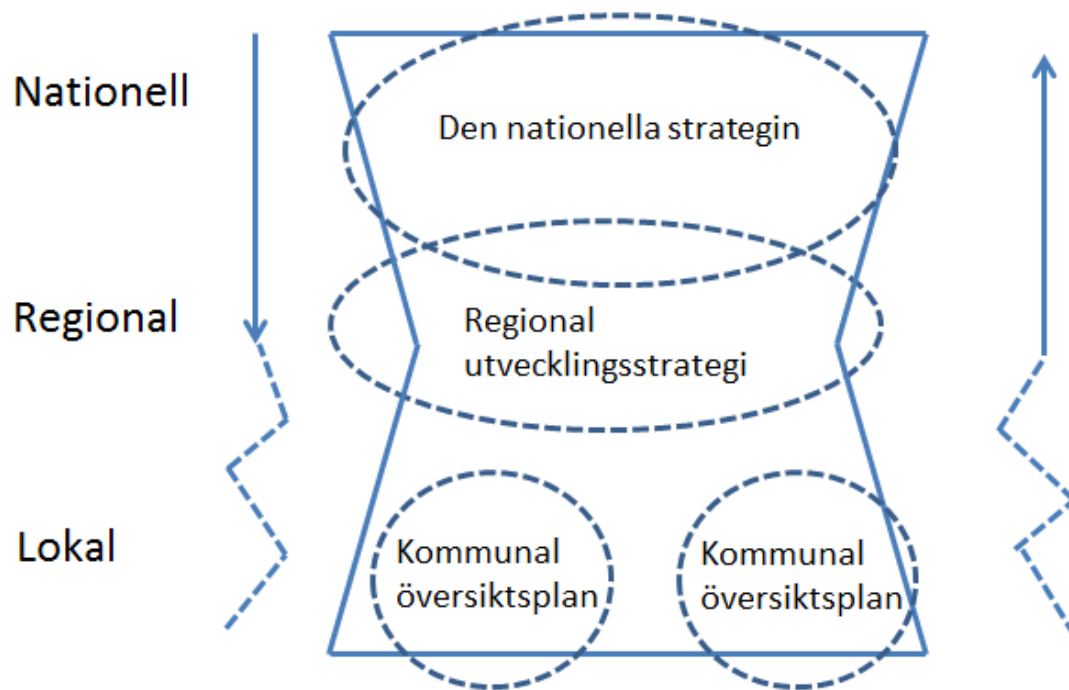 Nationell
Den nationella strategin
Regional
Regional
utvecklingsstrategi
Lokal
Kommunal
översiktsplan
Kommunal
översiktsplan